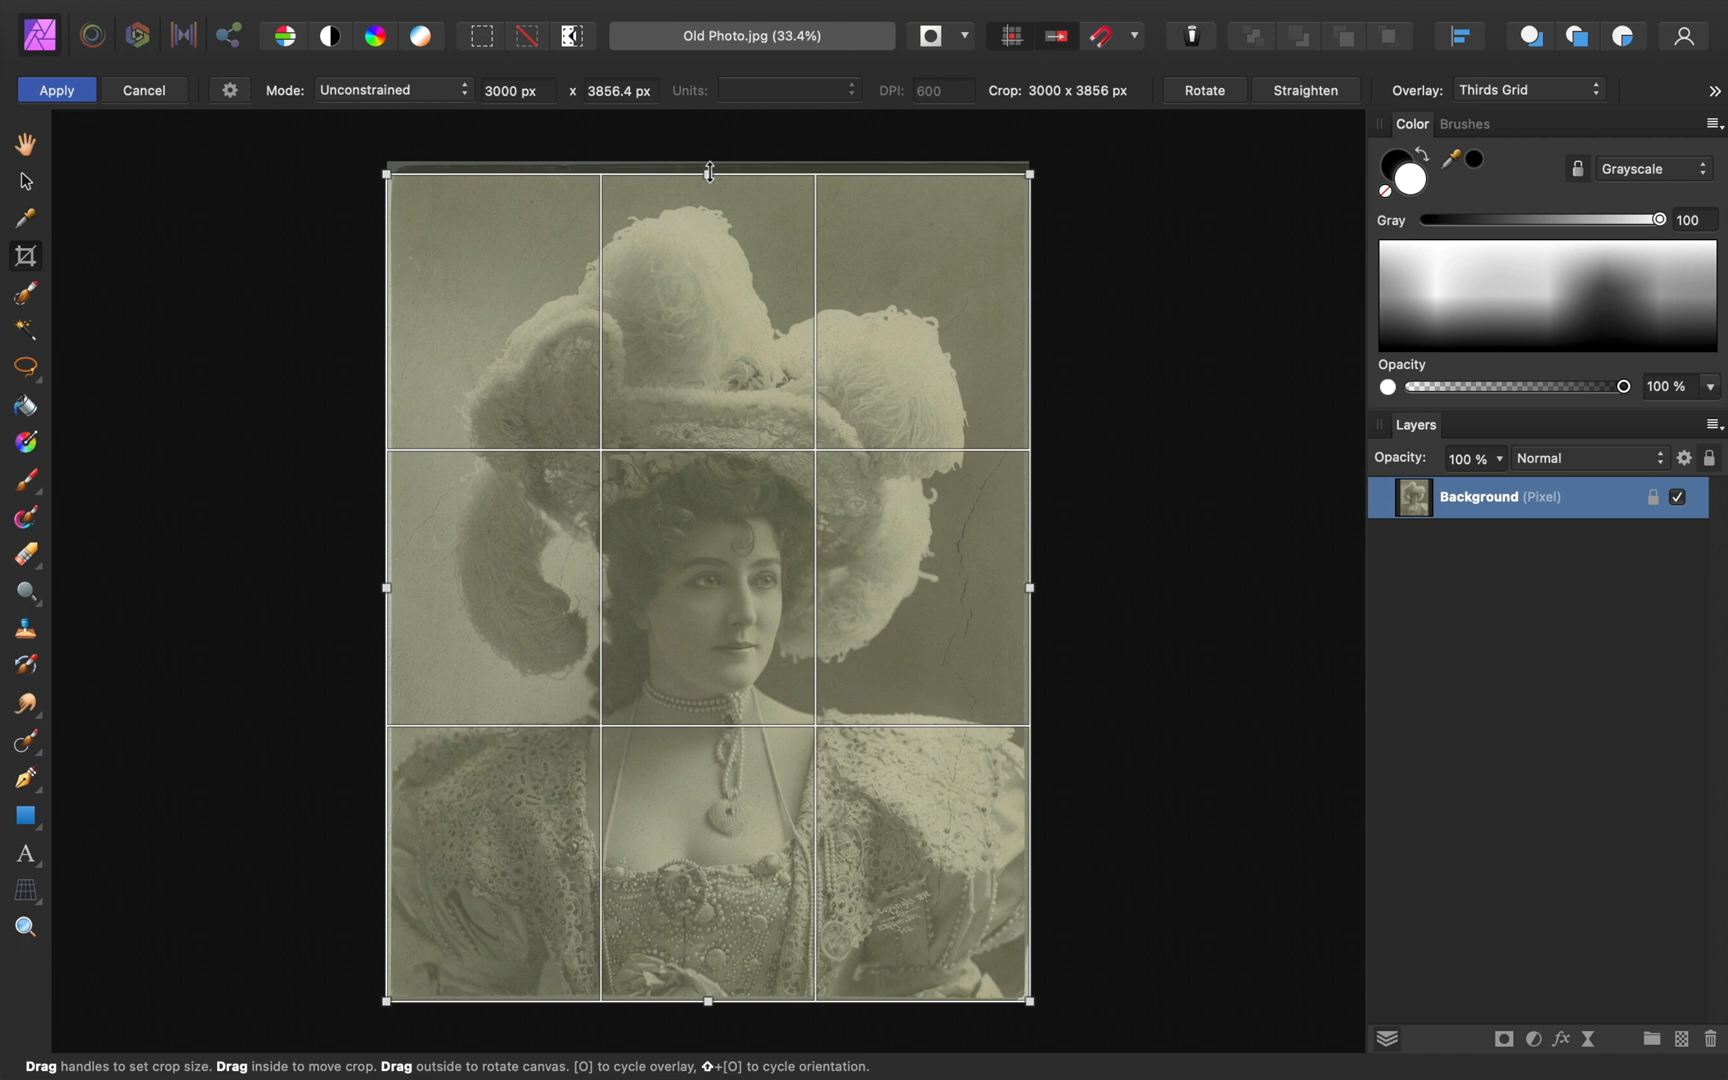 Old Photo.jpg (33.4%)
Apply Cancel Mode: Unconstrained 3000 px x 3856.4 px Units: DPI: 600 Crop: 3000 x 3856 px Rotate Straighten Overlay: Thirds Grid
Color Brushes
Grayscale
Gray 100
Opacity
100 %
Layers
Opacity: 100 % Normal
Background (Pixel)
A
fx
Drag handles to set crop size. Drag inside to move crop. Drag outside to rotate canvas. [O] to cycle overlay, ⇧+[O] to cycle orientation.